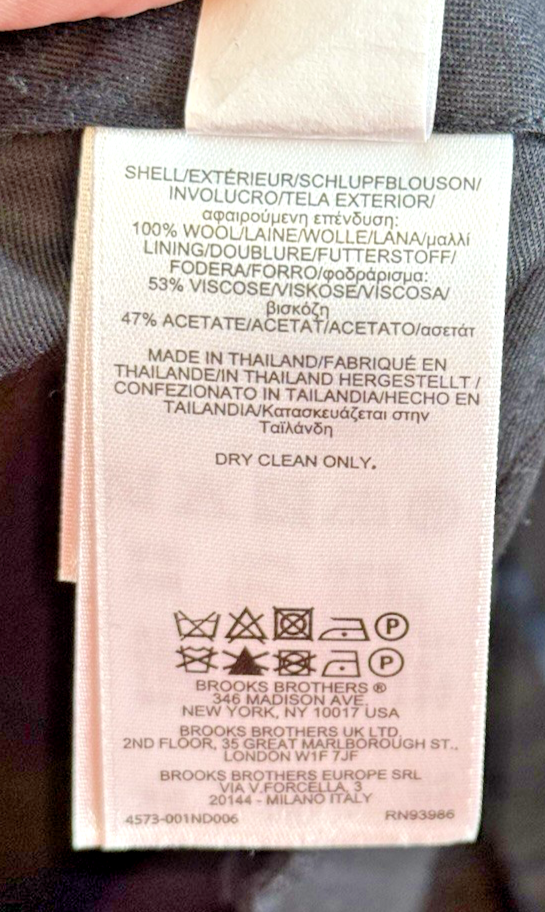 SHELL/EXTÉRIEUR/SCHLUPFBLOUSON/
INVOLUCRO/TELA EXTERIOR/
αφαιρούμενη επένδυση:
100% WOOL/LAINE/WOLLE/LANA/μαλλί
LINING/DOUBLURE/FUTTERSTOFF/
FODERA/FORRO/φοδράρισμα:
53% VISCOSE/VISKOSE/VISCOSA/
βισκόζη
47% ACETATE/ACETAT/ACETATO/ασετάτ
MADE IN THAILAND/FABRIQUÉ EN
THAILANDE/IN THAILAND HERGESTELLT /
CONFEZIONATO IN TAILANDIA/HECHO EN
TAILANDIA/Κατασκευάζεται στην
Ταϊλάνδη
DRY CLEAN ONLY.
P
P
BROOKS BROTHERS ®
346 MADISON AVE
NEW YORK, NY 10017 USA
BROOKS BROTHERS UK LTD.
2ND FLOOR, 35 GREAT MARLBOROUGH ST.,
LONDON W1F 7JF
BROOKS BROTHERS EUROPE SRL
VIA V.FORCELLA, 3
20144 - MILANO ITALY
4573-001ND006 RN93986